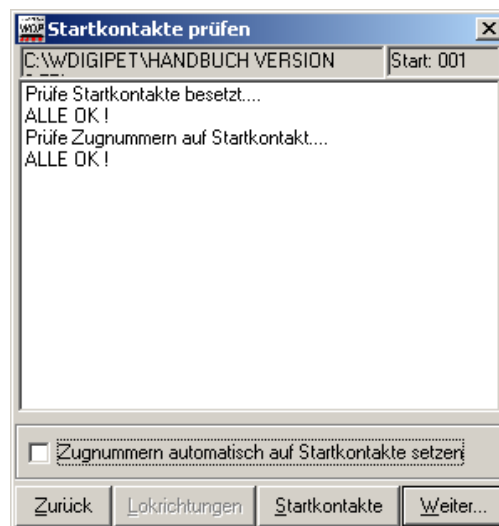 Startkontakte prüfen
C:\WDIGIPET\HANDBUCH VERSION
Start: 001
Prüfe Startkontakte besetzt....
ALLE OK !
Prüfe Zugnummern auf Startkontakt....
ALLE OK !
Zugnummern automatisch auf Startkontakte setzen
Zurück
Lokrichtungen
Startkontakte
Weiter...